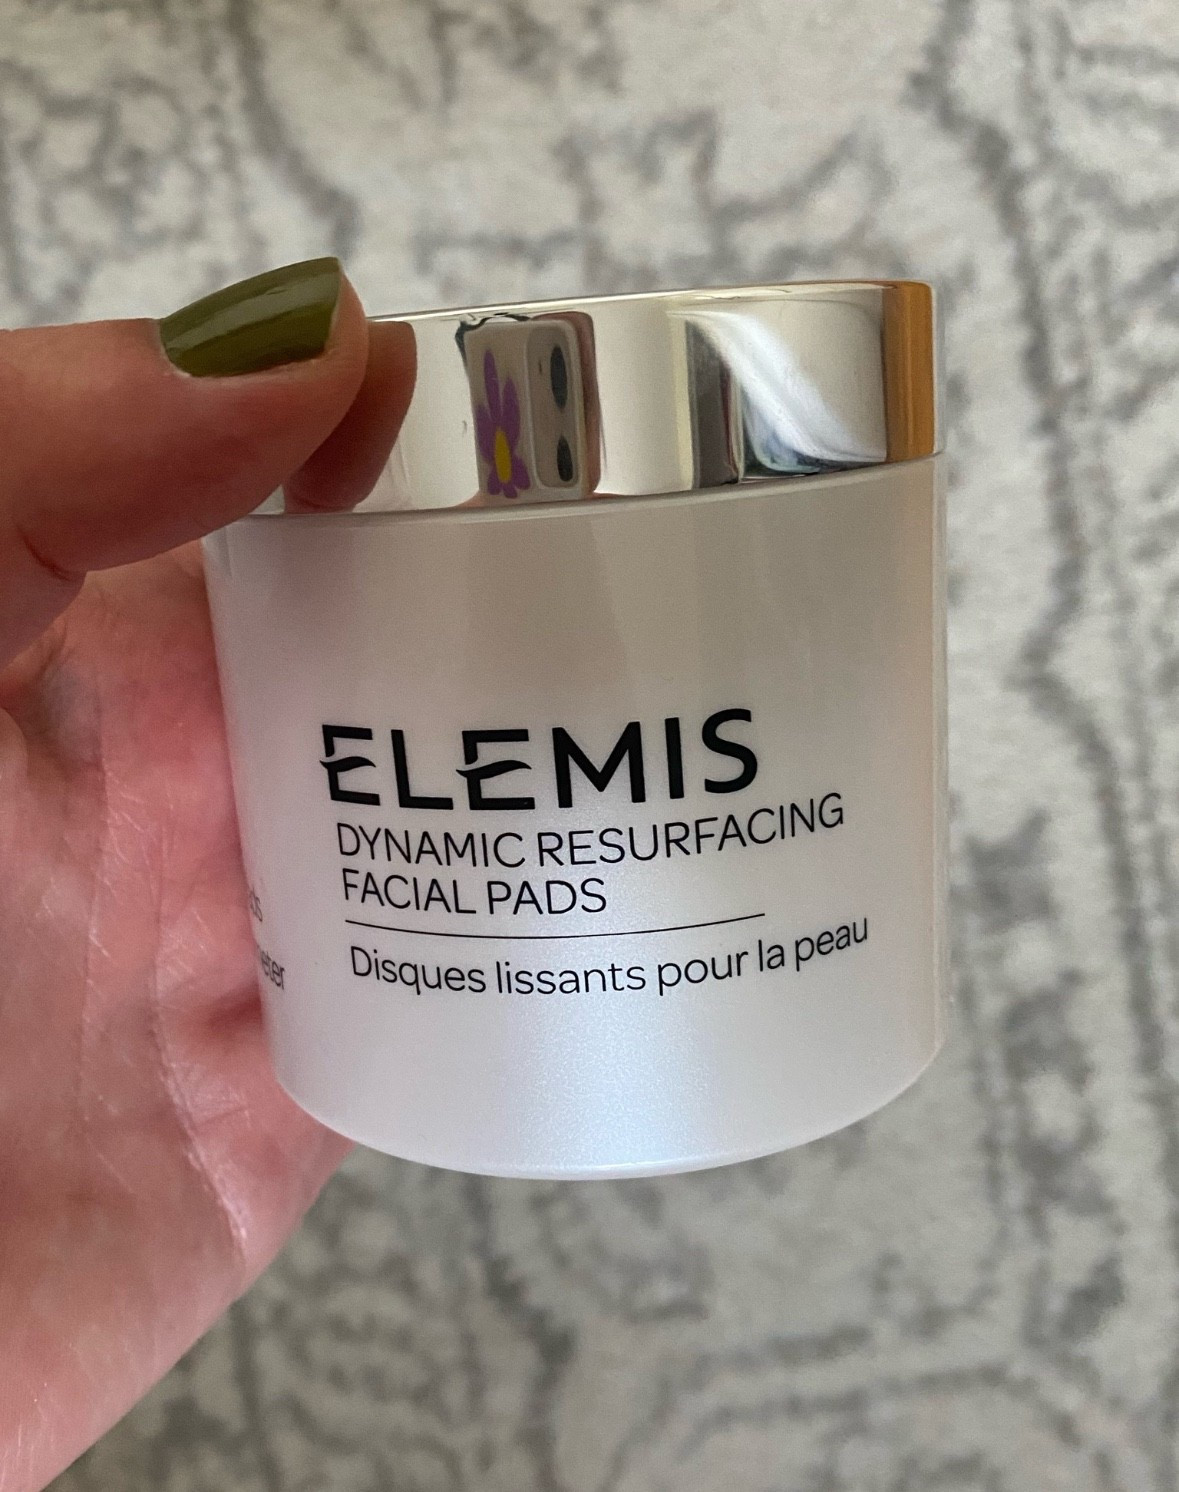 ELEMIS
DYNAMIC RESURFACING
FACIAL PADS
Disques lissants pour la peau